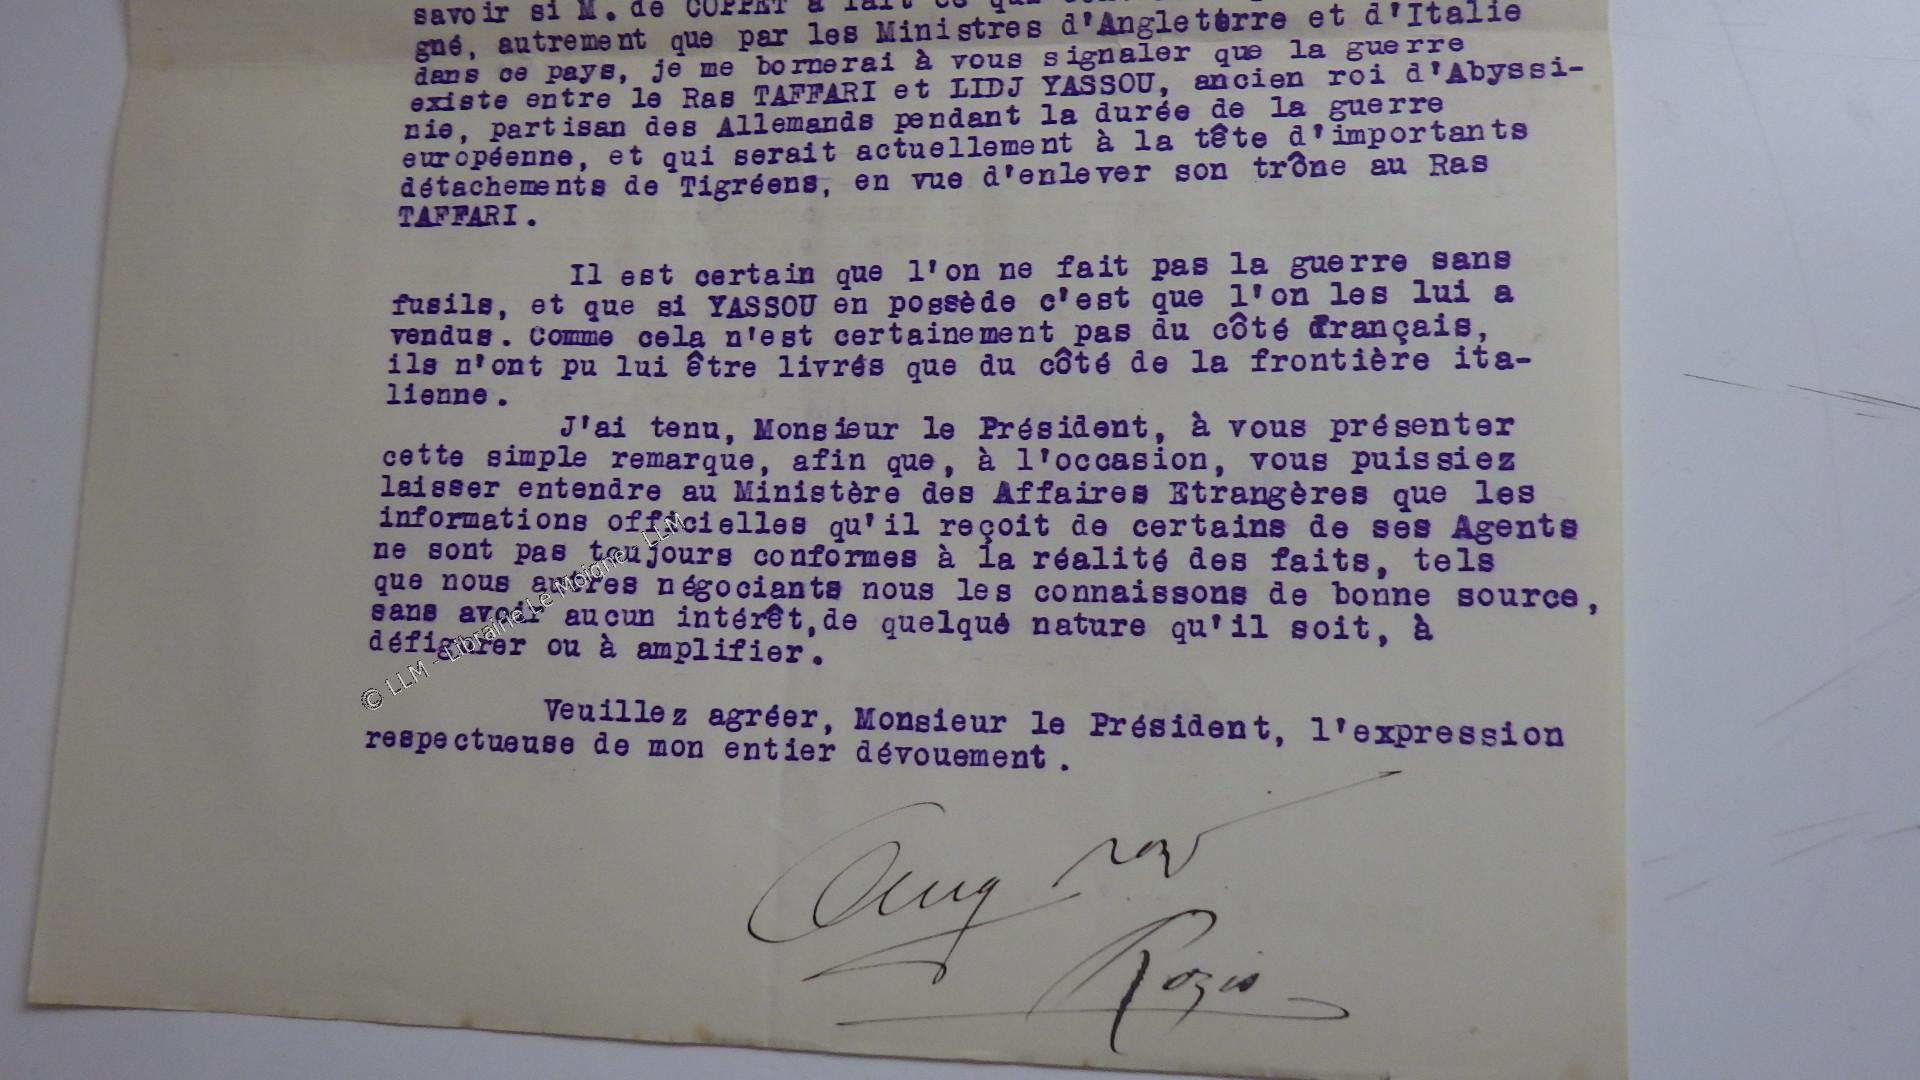 savoir si M. de COPPET a fait ce que
gné, autrement que par les Ministres d'Angleterre et d'Italie
dans ce pays, je me bornerai à vous signaler que la guerre
existe entre le Ras TAFFARI et LIDJ YASSOU, ancien roi d'Abyssi-
nie, partisan des Allemands pendant la durée de la guerre
européenne, et qui serait actuellement à la tête d'importants
détachements de Tigréens, en vue d'enlever son trône au Ras
TAFFARI.
Il est certain que l'on ne fait pas la guerre sans
fusils, et que si YASSOU en possède c'est que l'on les lui a
vendus. Comme cela n'est certainement pas du côté français,
ils n'ont pu lui être livrés que du côté de la frontière ita-
lienne.
J'ai tenu, Monsieur le Président, à vous présenter
cette simple remarque, afin que, à l'occasion, vous puissiez
laisser entendre au Ministère des Affaires Etrangères que les
informations officielles qu'il reçoit de certains de ses Agents
ne sont pas toujours conformes à la réalité des faits, tels
que nous autres négociants nous les connaissons de bonne source,
sans avoir aucun intérêt,de quelque nature qu'il soit, à
défigurer ou à amplifier.
Veuillez agréer, Monsieur le Président, l'expression
respectueuse de mon entier dévouement.
© LLM - Librairie Le Moigne - LLM